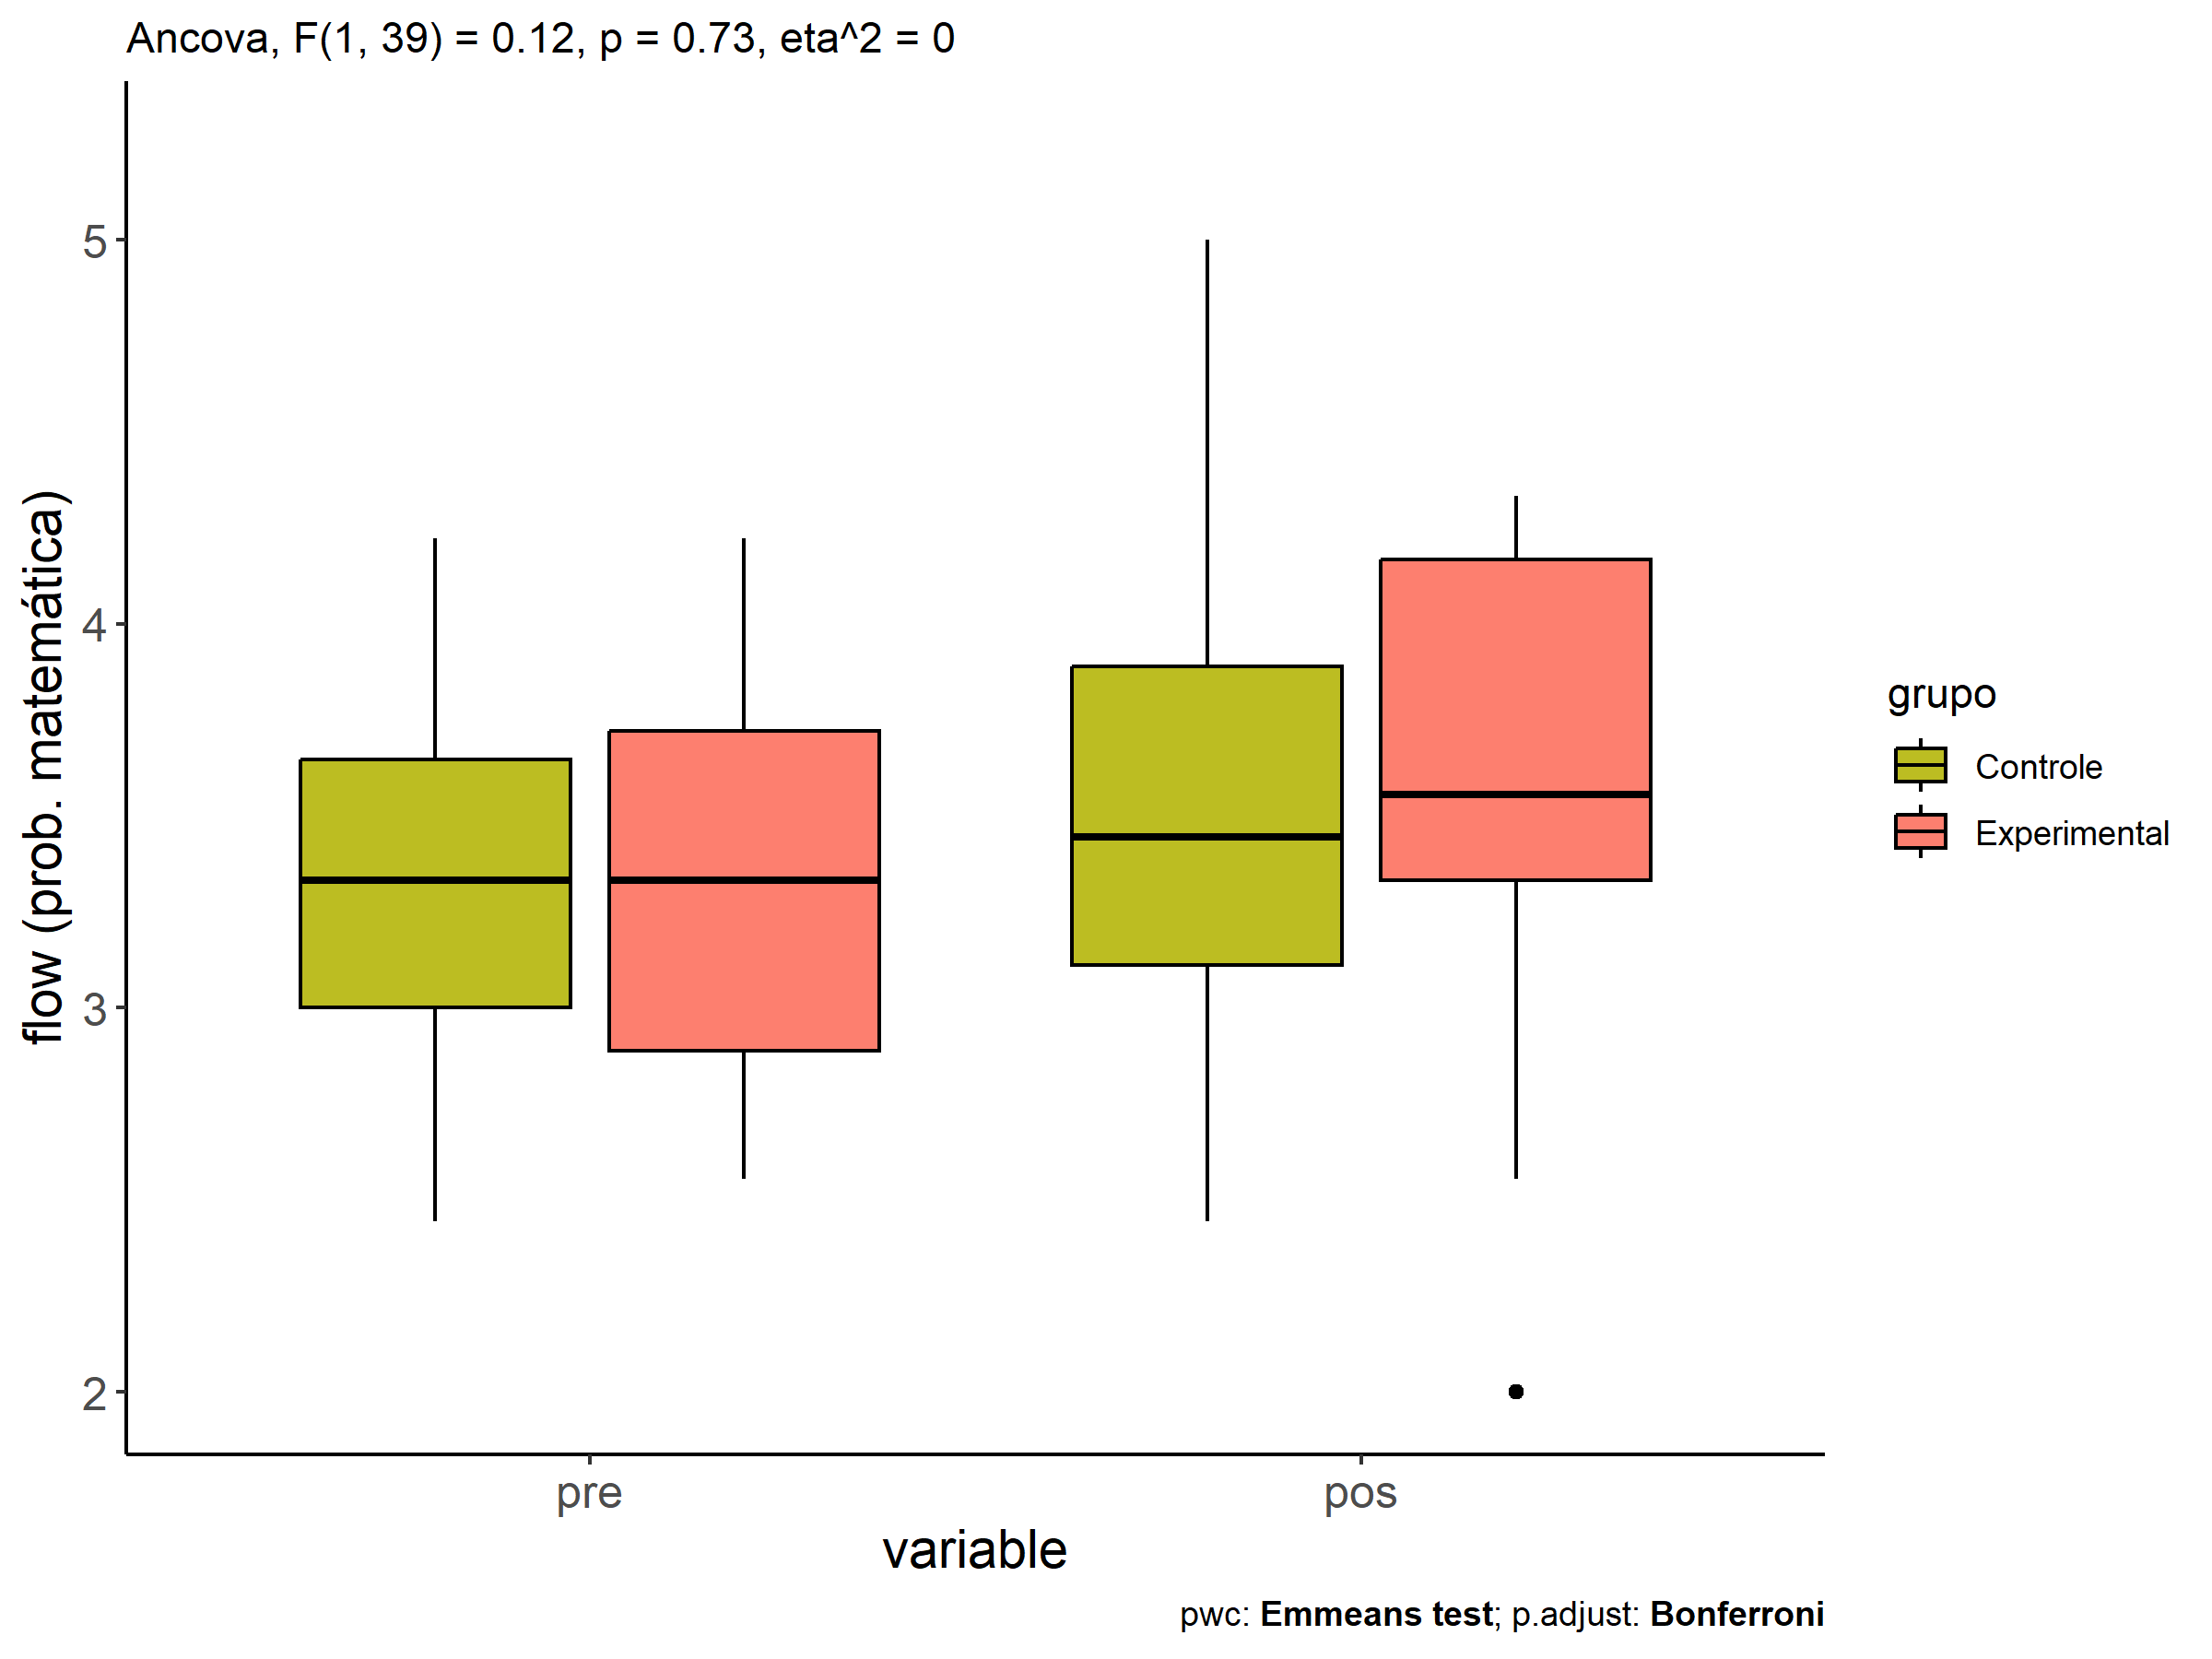 Ancova, F(1, 39) = 0.12, p = 0.73, eta^2 = 0
flow (prob. matemática)
5
4
3
2
pre
pos
variable
grupo
Controle
Experimental
pwc: Emmeans test; p.adjust: Bonferroni